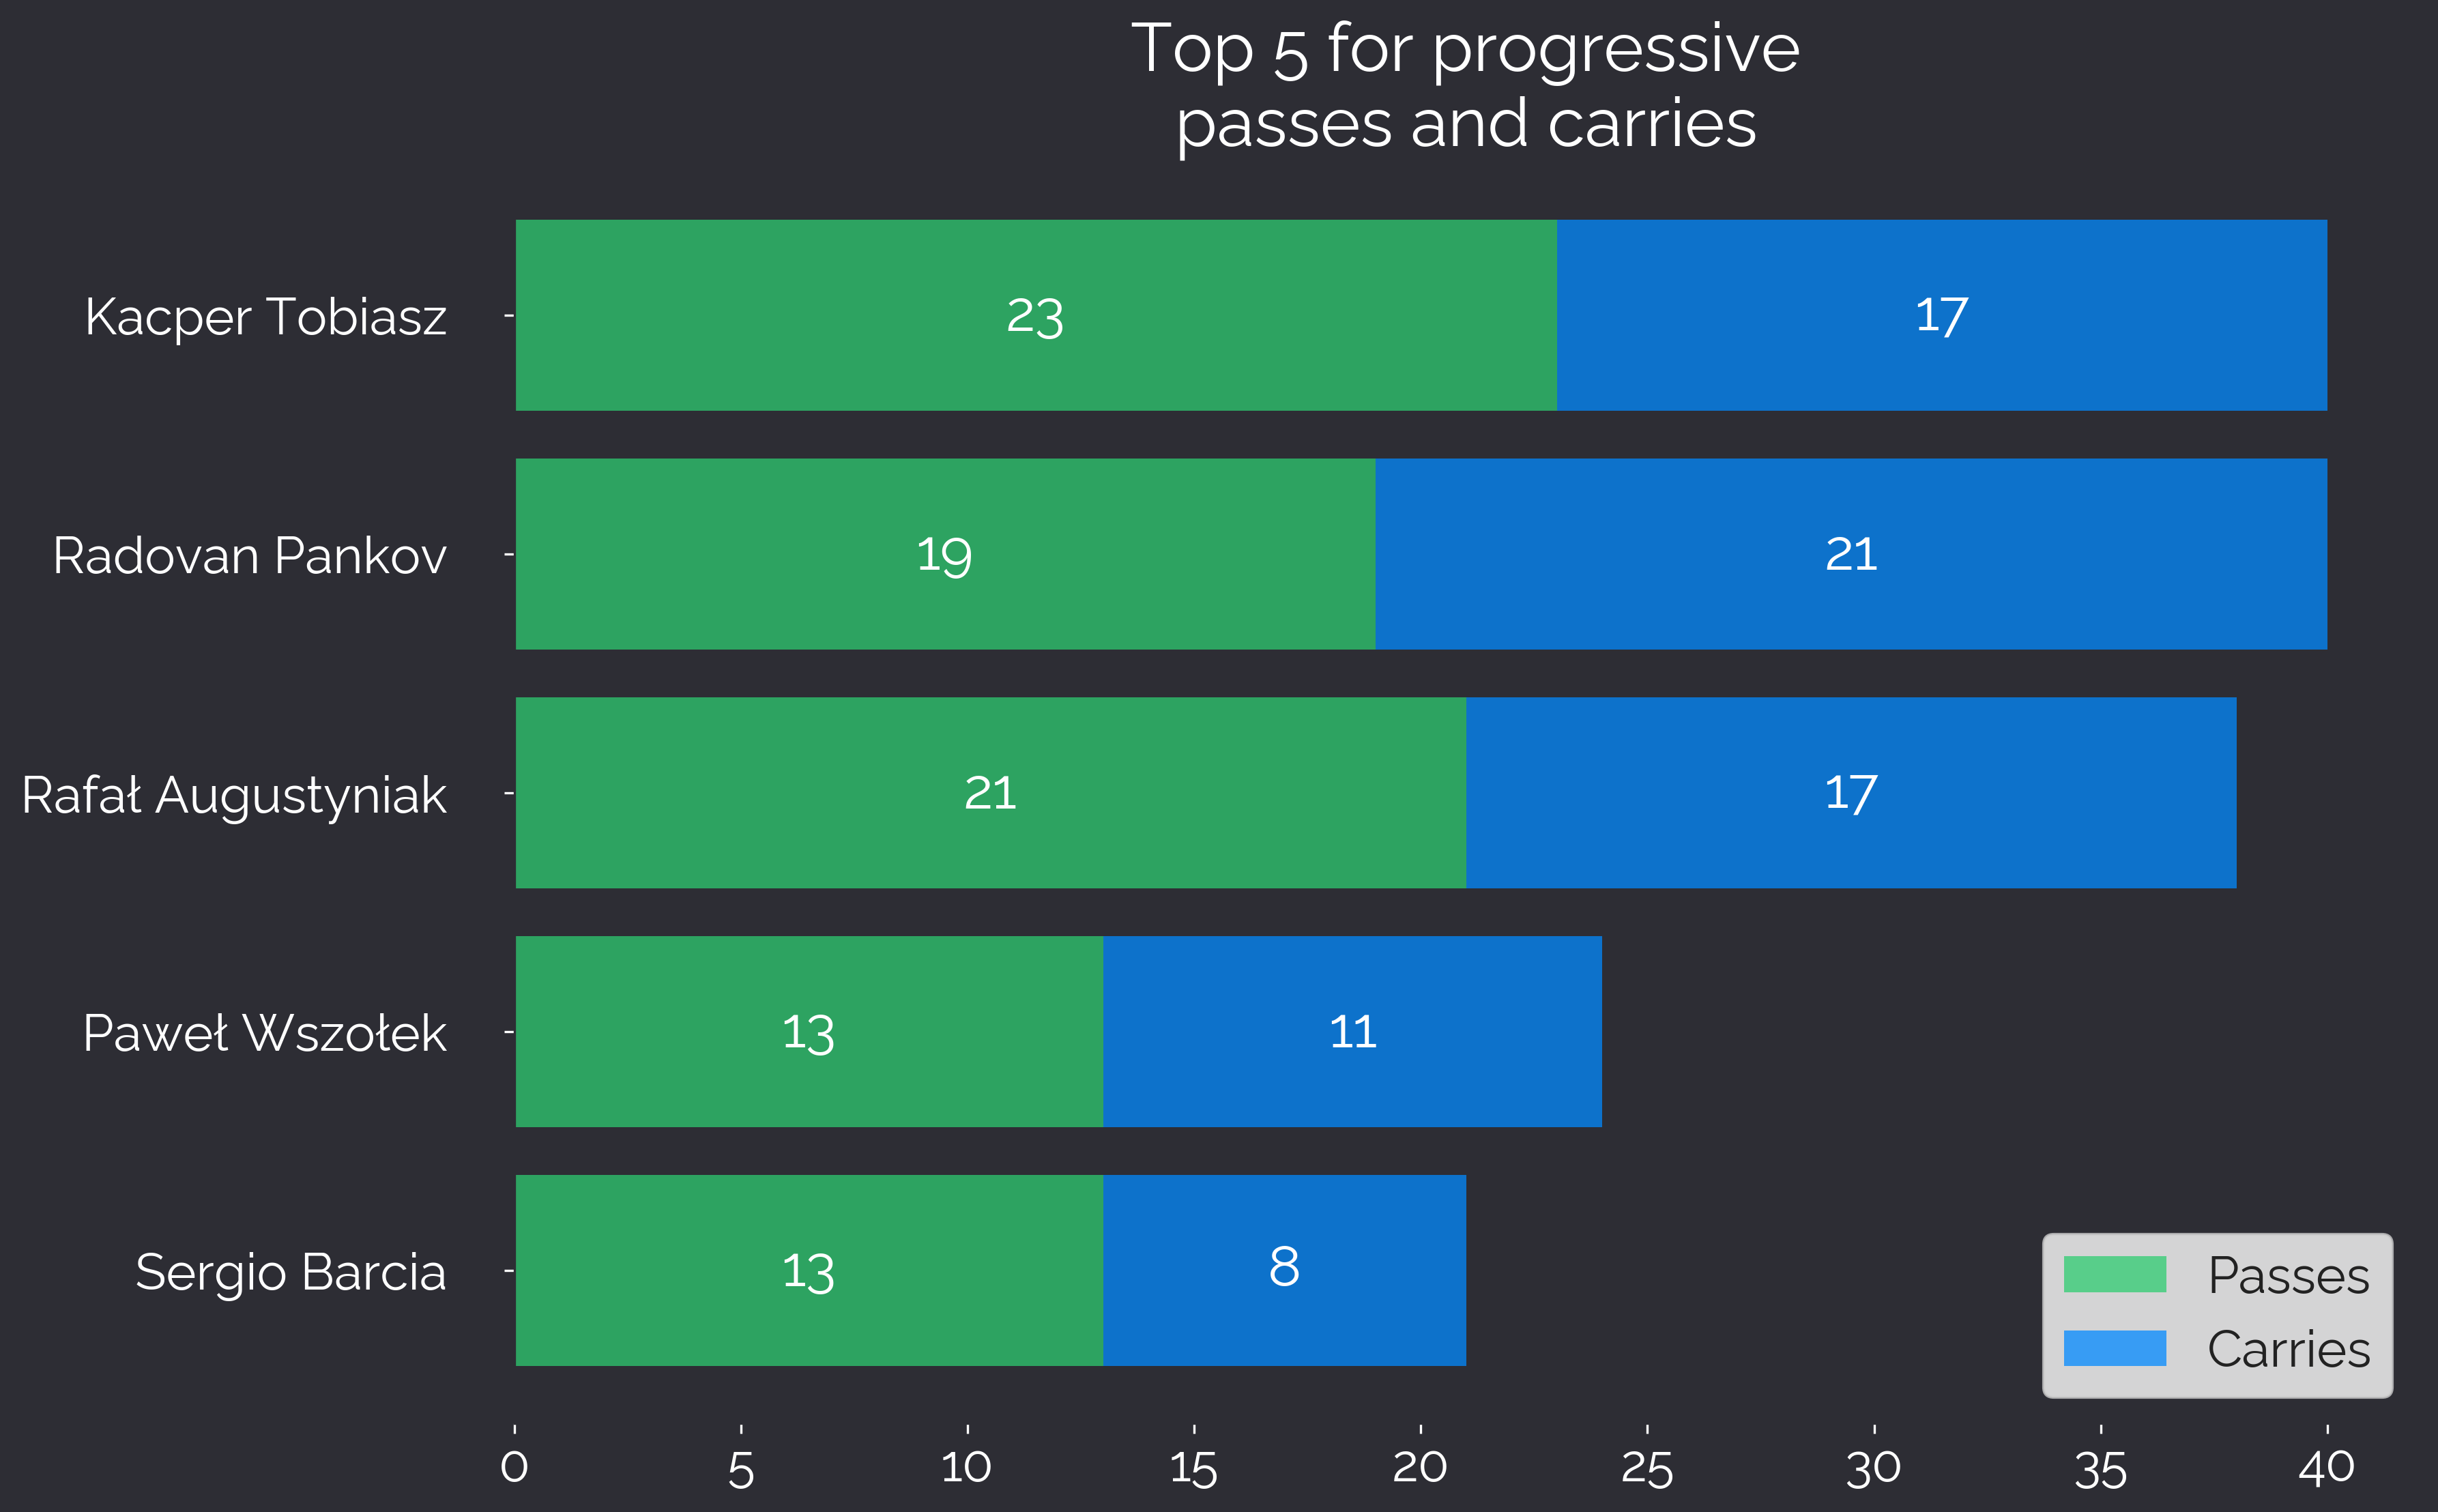 Top 5 for progressive
passes and carries
Kacper Tobiasz
23
17
Radovan Pankov
19
21
Rafał Augustyniak
21
17
Paweł Wszołek
13
11
Sergio Barcia
13
8
Passes
Carries
0 5 10 15 20 25 30 35 40